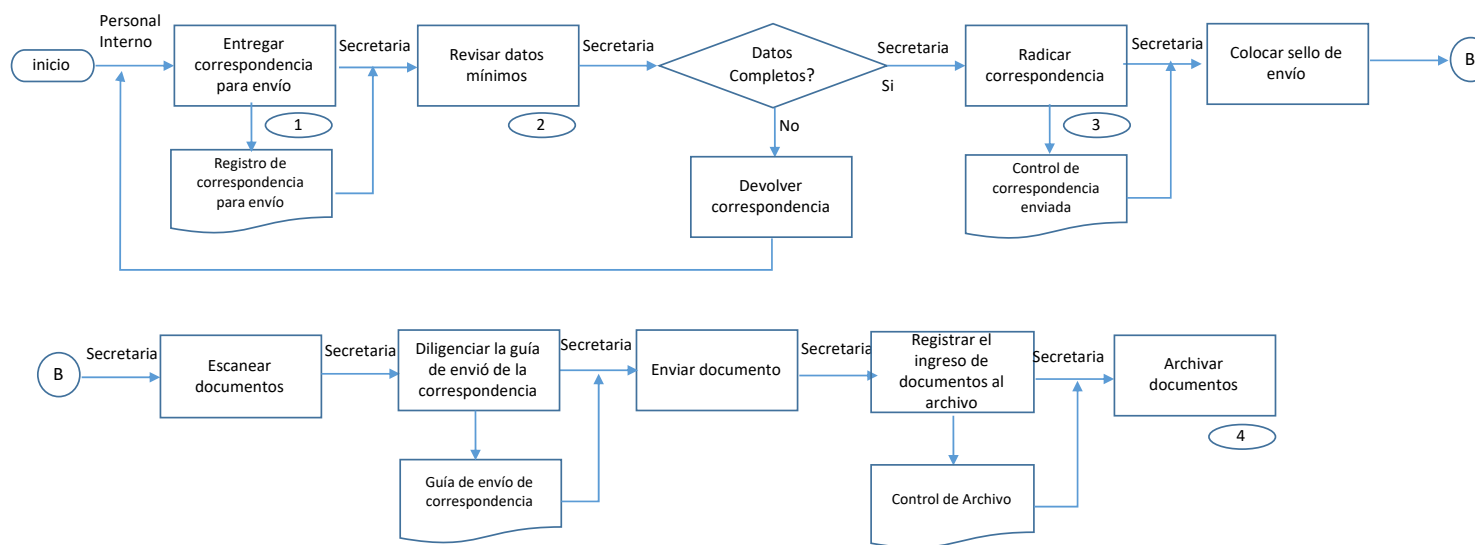 inicio
Personal
Interno
Entregar
correspondencia
para envío
1
Registro de
correspondencia
para envío
Secretaria
Revisar datos
mínimos
2
Secretaria
Datos
Completos?
No
Devolver
correspondencia
Secretaria
Si
Radicar
correspondencia
3
Control de
correspondencia
enviada
Secretaria
Colocar sello de
envío
B
B
Secretaria
Escanear
documentos
Secretaria
Diligenciar la guía
de envió de la
correspondencia
Guía de envío de
correspondencia
Secretaria
Enviar documento
Secretaria
Registrar el
ingreso de
documentos al
archivo
Control de Archivo
Secretaria
Archivar
documentos
4